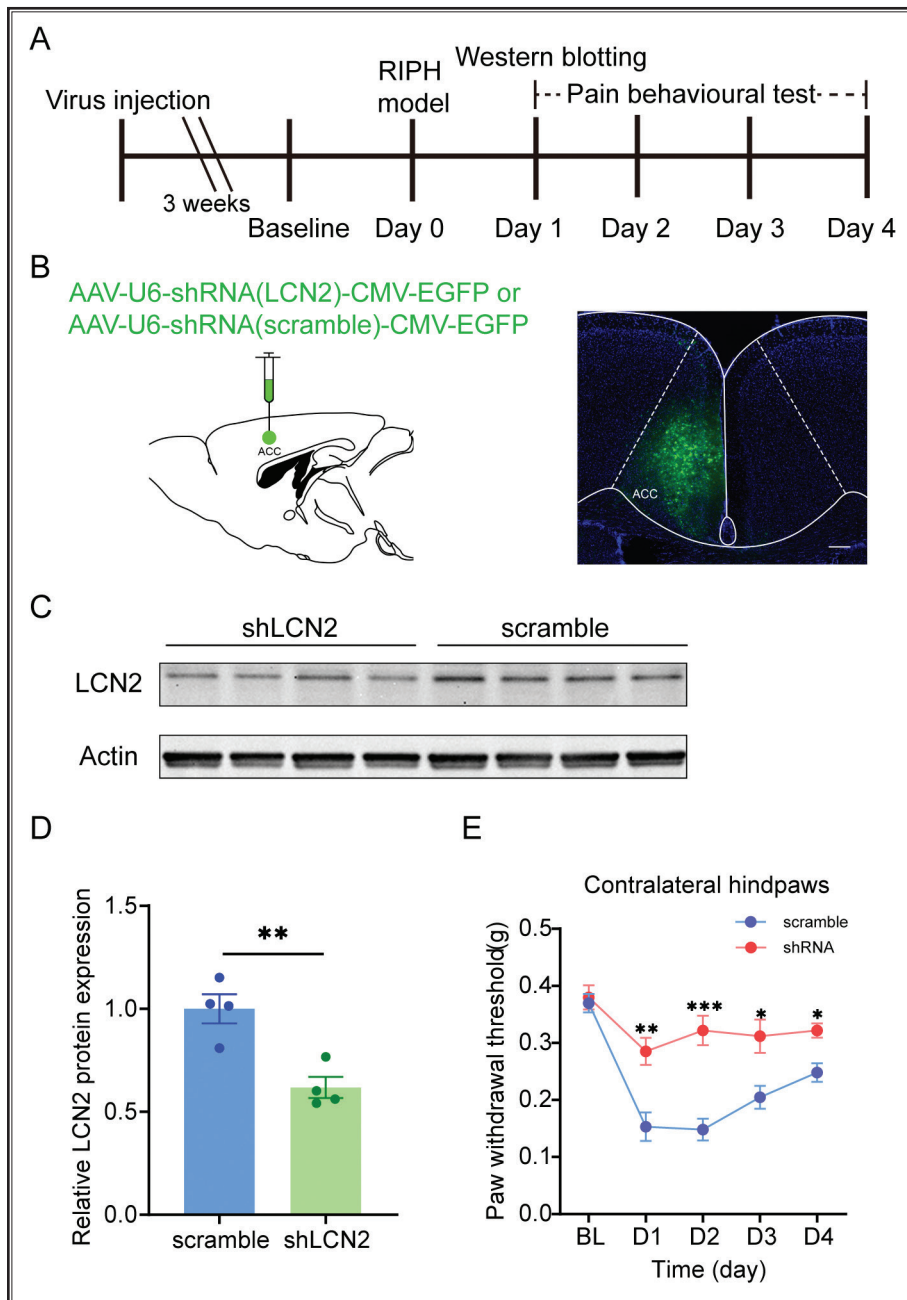 A
Virus injection
3 weeks
Baseline
RIPH
model
Day 0
Western blotting
Pain behavioural test
Day 1
Day 2
Day 3
Day 4
B
AAV-U6-shRNA(LCN2)-CMV-EGFP or
AAV-U6-shRNA(scramble)-CMV-EGFP
ACC
ACC
C
shLCN2
scramble
LCN2
Actin
D
Relative LCN2 protein expression
1.5
1.0
0.5
0.0
**
scramble
shLCN2
E
Contralateral hindpaws
scramble
shRNA
Paw withdrawal threshold(g)
0.5
0.4
0.3
0.2
0.1
0.0
**
***
*
*
BL
D1
D2
D3
D4
Time (day)